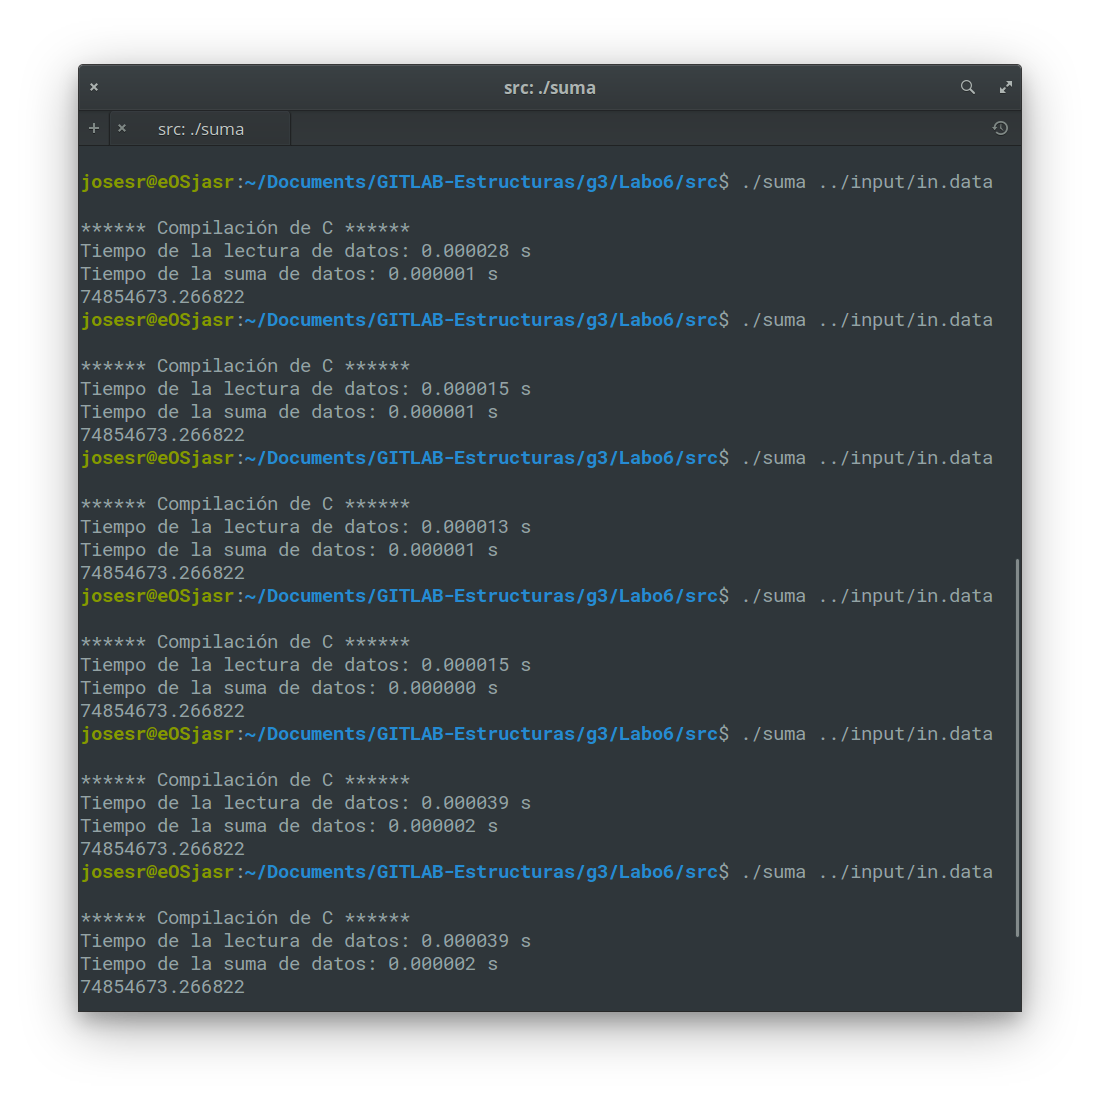 src: ./suma
src: ./suma
josesr@eOSjasr:~/Documents/GITLAB-Estructuras/g3/Labo6/src$ ./suma ../input/in.data
****** Compilación de C ******
Tiempo de la lectura de datos: 0.000028 s
Tiempo de la suma de datos: 0.000001 s
74854673.266822
josesr@eOSjasr:~/Documents/GITLAB-Estructuras/g3/Labo6/src$ ./suma ../input/in.data
****** Compilación de C ******
Tiempo de la lectura de datos: 0.000015 s
Tiempo de la suma de datos: 0.000001 s
74854673.266822
josesr@eOSjasr:~/Documents/GITLAB-Estructuras/g3/Labo6/src$ ./suma ../input/in.data
****** Compilación de C ******
Tiempo de la lectura de datos: 0.000013 s
Tiempo de la suma de datos: 0.000001 s
74854673.266822
josesr@eOSjasr:~/Documents/GITLAB-Estructuras/g3/Labo6/src$ ./suma ../input/in.data
****** Compilación de C ******
Tiempo de la lectura de datos: 0.000015 s
Tiempo de la suma de datos: 0.000000 s
74854673.266822
josesr@eOSjasr:~/Documents/GITLAB-Estructuras/g3/Labo6/src$ ./suma ../input/in.data
****** Compilación de C ******
Tiempo de la lectura de datos: 0.000039 s
Tiempo de la suma de datos: 0.000002 s
74854673.266822
josesr@eOSjasr:~/Documents/GITLAB-Estructuras/g3/Labo6/src$ ./suma ../input/in.data
****** Compilación de C ******
Tiempo de la lectura de datos: 0.000039 s
Tiempo de la suma de datos: 0.000002 s
74854673.266822